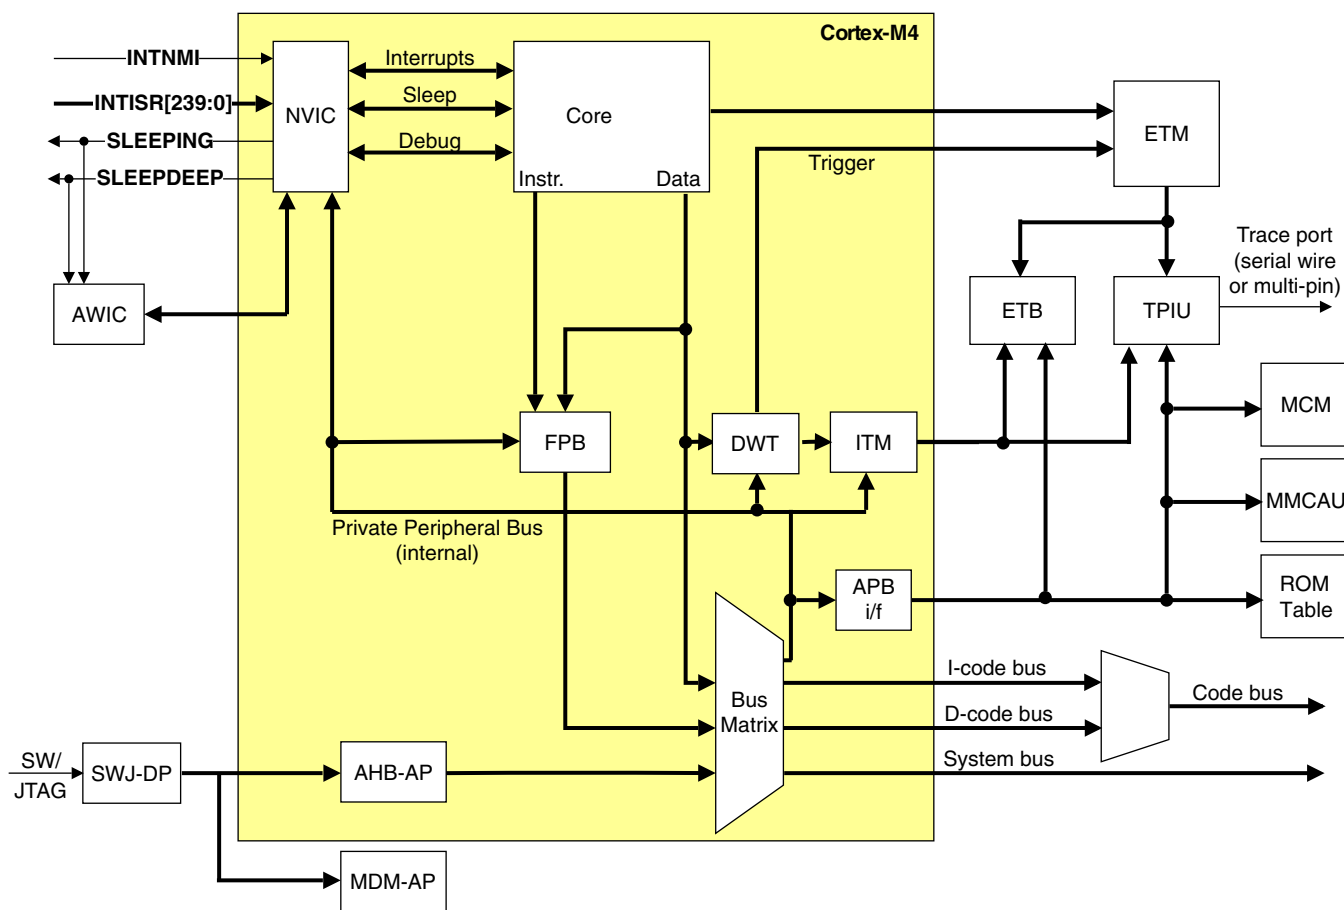 Cortex-M4
INTNMI
INTISR[239:0]
SLEEPING
SLEEPDEEP
NVIC
Interrupts
Sleep
Debug
Core
Instr.
Data
ETM
Trigger
Trace port
(serial wire
or multi-pin)
AWIC
ETB
TPIU
MCM
FPB
DWT
ITM
MMCAU
Private Peripheral Bus
(internal)
APB
i/f
ROM
Table
I-code bus
Code bus
Bus
Matrix
D-code bus
System bus
SW/
JTAG
SWJ-DP
AHB-AP
MDM-AP